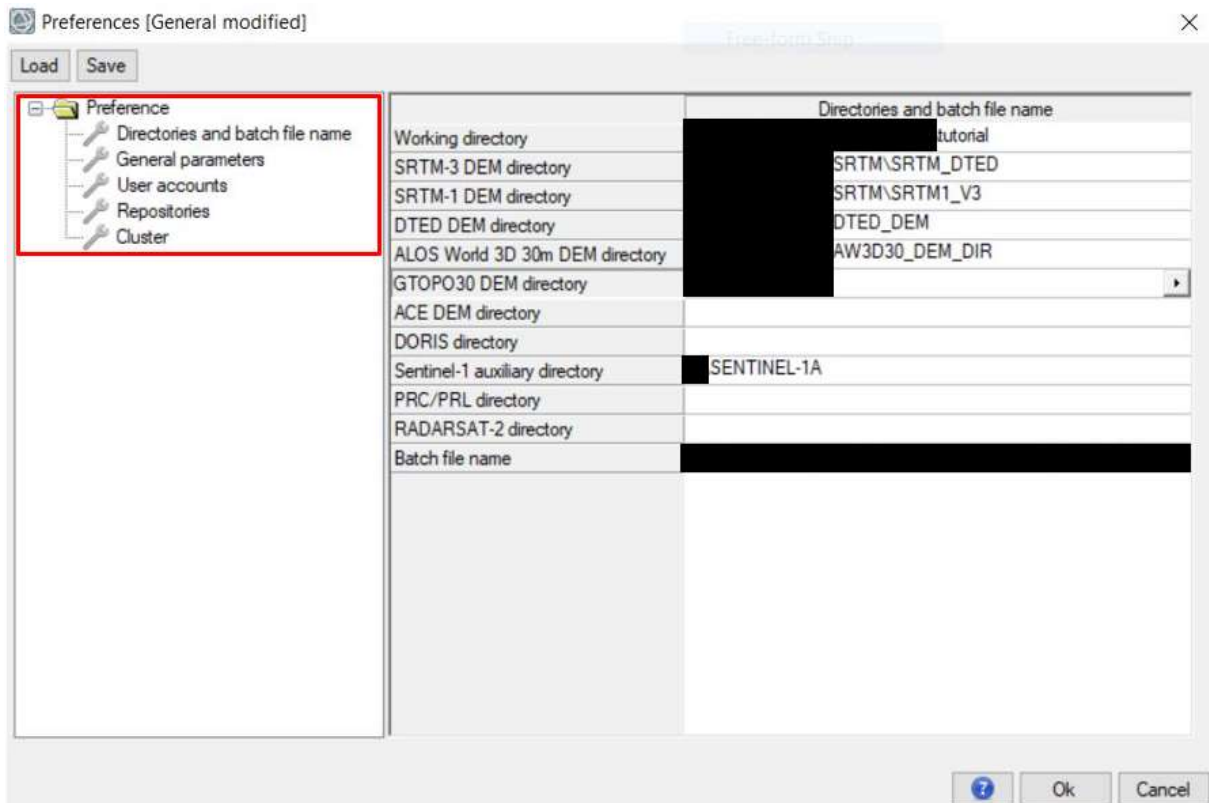 Preferences [General modified]
Free-form Snip
Load Save
Preference
Directories and batch file name
General parameters
User accounts
Repositories
Cluster
Directories and batch file name
Working directory tutorial
SRTM-3 DEM directory SRTM\SRTM_DTED
SRTM-1 DEM directory SRTM\SRTM1_V3
DTED DEM directory DTED_DEM
ALOS World 3D 30m DEM directory AW3D30_DEM_DIR
GTOPO30 DEM directory
ACE DEM directory
DORIS directory
Sentinel-1 auxiliary directory SENTINEL-1A
PRC/PRL directory
RADARSAT-2 directory
Batch file name
Ok Cancel